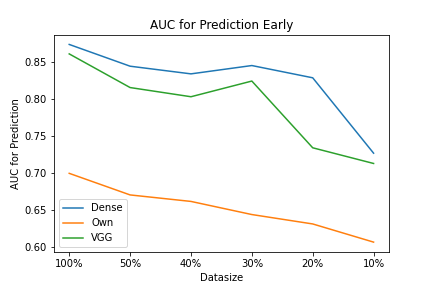 AUC for Prediction Early
AUC for Prediction
0.85
0.80
0.75
0.70
0.65
0.60
Dense
Own
VGG
100% 50% 40% 30% 20% 10%
Datasize